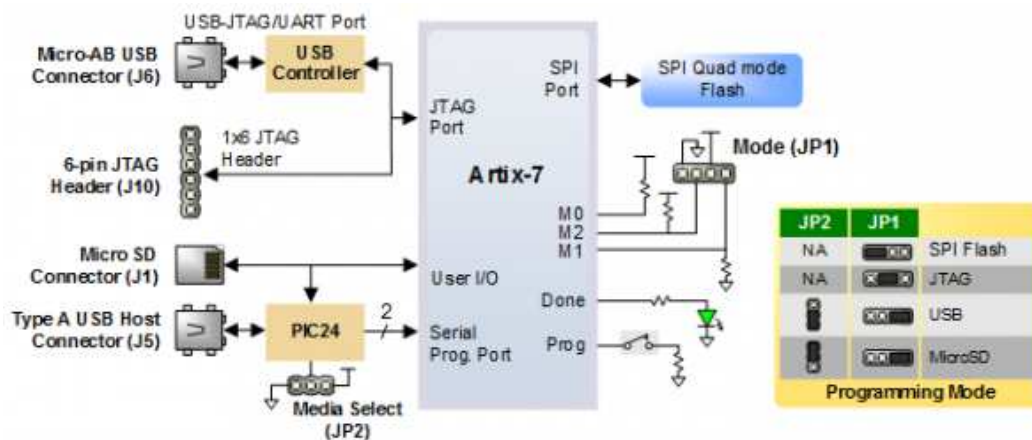 USB-JTAG/UART Port
Micro-AB USB
Connector (J6)
USB
Controller
1x6 JTAG
Header
6-pin JTAG
Header (J10)
Micro SD
Connector (J1)
Type A USB Host
Connector (J5)
PIC24
2
Media Select
(JP2)
JTAG
Port
SPI
Port
Artix-7
M0
M2
M1
User I/O
Done
Serial
Prog. Port
Prog
SPI Quad mode
Flash
Mode (JP1)
JP2 JP1
NA SPI Flash
NA JTAG
USB
MicroSD
Programming Mode